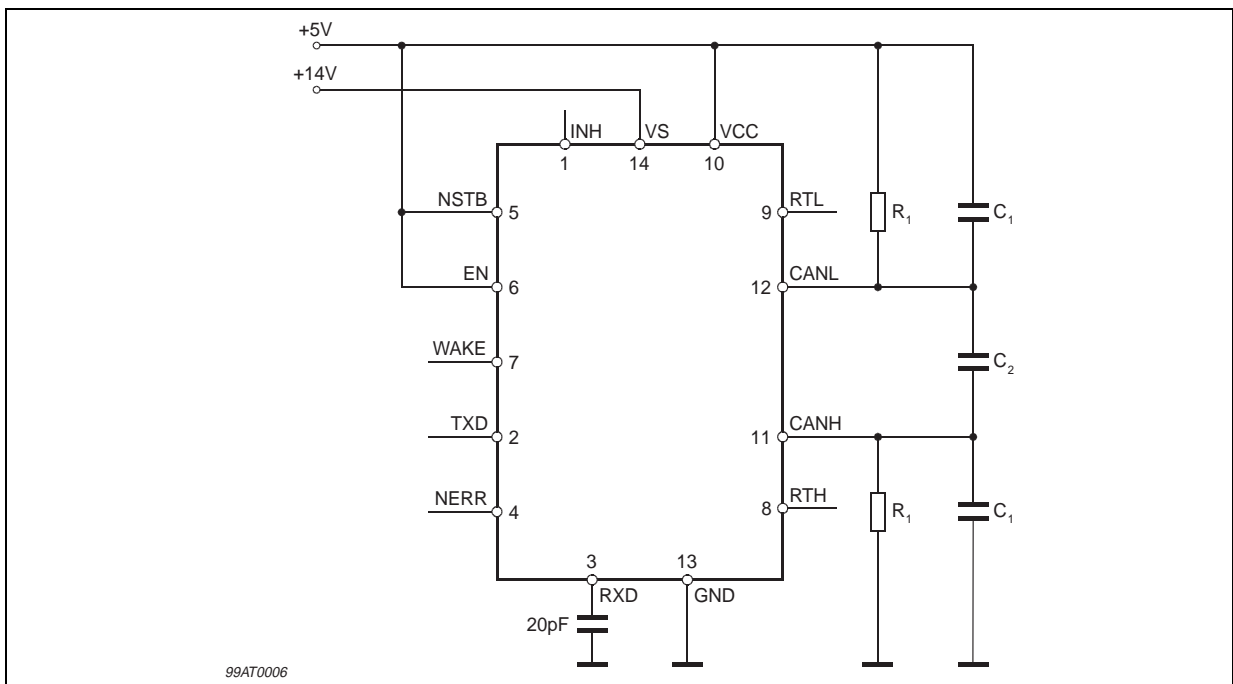 +5V
+14V
INH
VS
VCC
1
14
10
NSTB
5
9
RTL
R1
C1
EN
6
12
CANL
WAKE
7
C2
TXD
2
11
CANH
NERR
4
8
RTH
R1
C1
3
13
RXD
GND
20pF
99AT0006